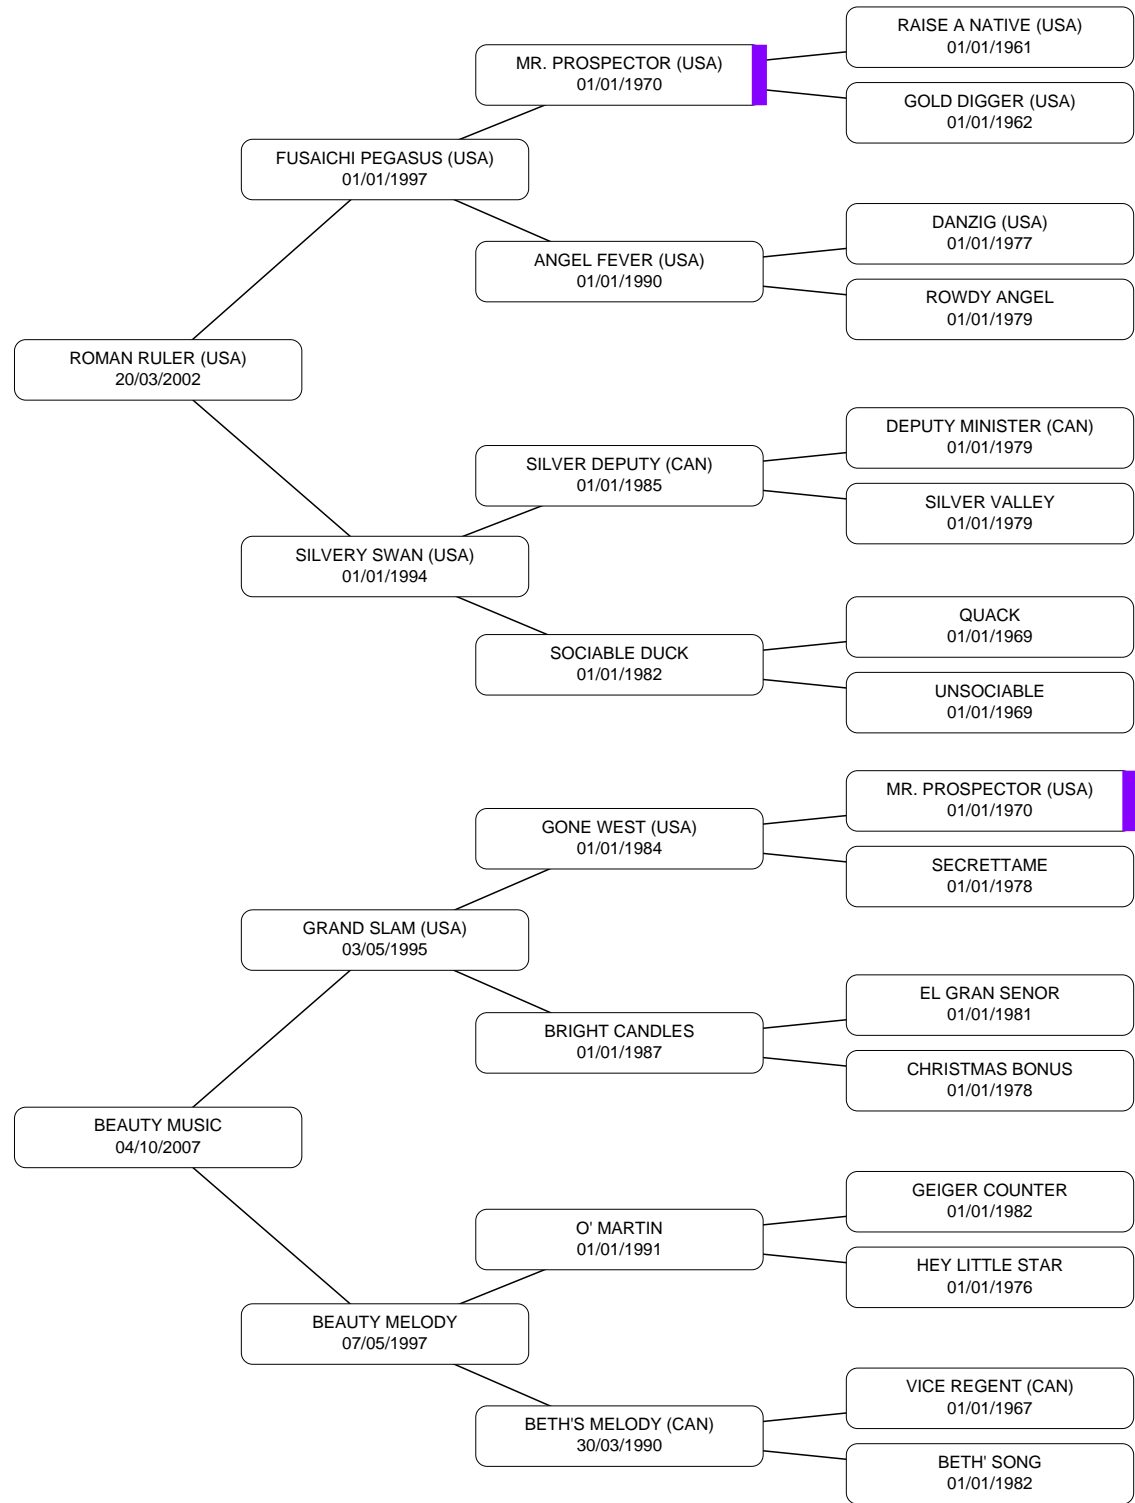 RAISE A NATIVE (USA)
01/01/1961
MR. PROSPECTOR (USA)
01/01/1970
GOLD DIGGER (USA)
01/01/1962
FUSAICHI PEGASUS (USA)
01/01/1997
DANZIG (USA)
01/01/1977
ANGEL FEVER (USA)
01/01/1990
ROWDY ANGEL
01/01/1979
ROMAN RULER (USA)
20/03/2002
DEPUTY MINISTER (CAN)
01/01/1979
SILVER DEPUTY (CAN)
01/01/1985
SILVER VALLEY
01/01/1979
SILVERY SWAN (USA)
01/01/1994
QUACK
01/01/1969
SOCIABLE DUCK
01/01/1982
UNSOCIABLE
01/01/1969
MR. PROSPECTOR (USA)
01/01/1970
GONE WEST (USA)
01/01/1984
SECRETTAME
01/01/1978
GRAND SLAM (USA)
03/05/1995
EL GRAN SENOR
01/01/1981
BRIGHT CANDLES
01/01/1987
CHRISTMAS BONUS
01/01/1978
BEAUTY MUSIC
04/10/2007
GEIGER COUNTER
01/01/1982
O' MARTIN
01/01/1991
HEY LITTLE STAR
01/01/1976
BEAUTY MELODY
07/05/1997
VICE REGENT (CAN)
01/01/1967
BETH'S MELODY (CAN)
30/03/1990
BETH' SONG
01/01/1982